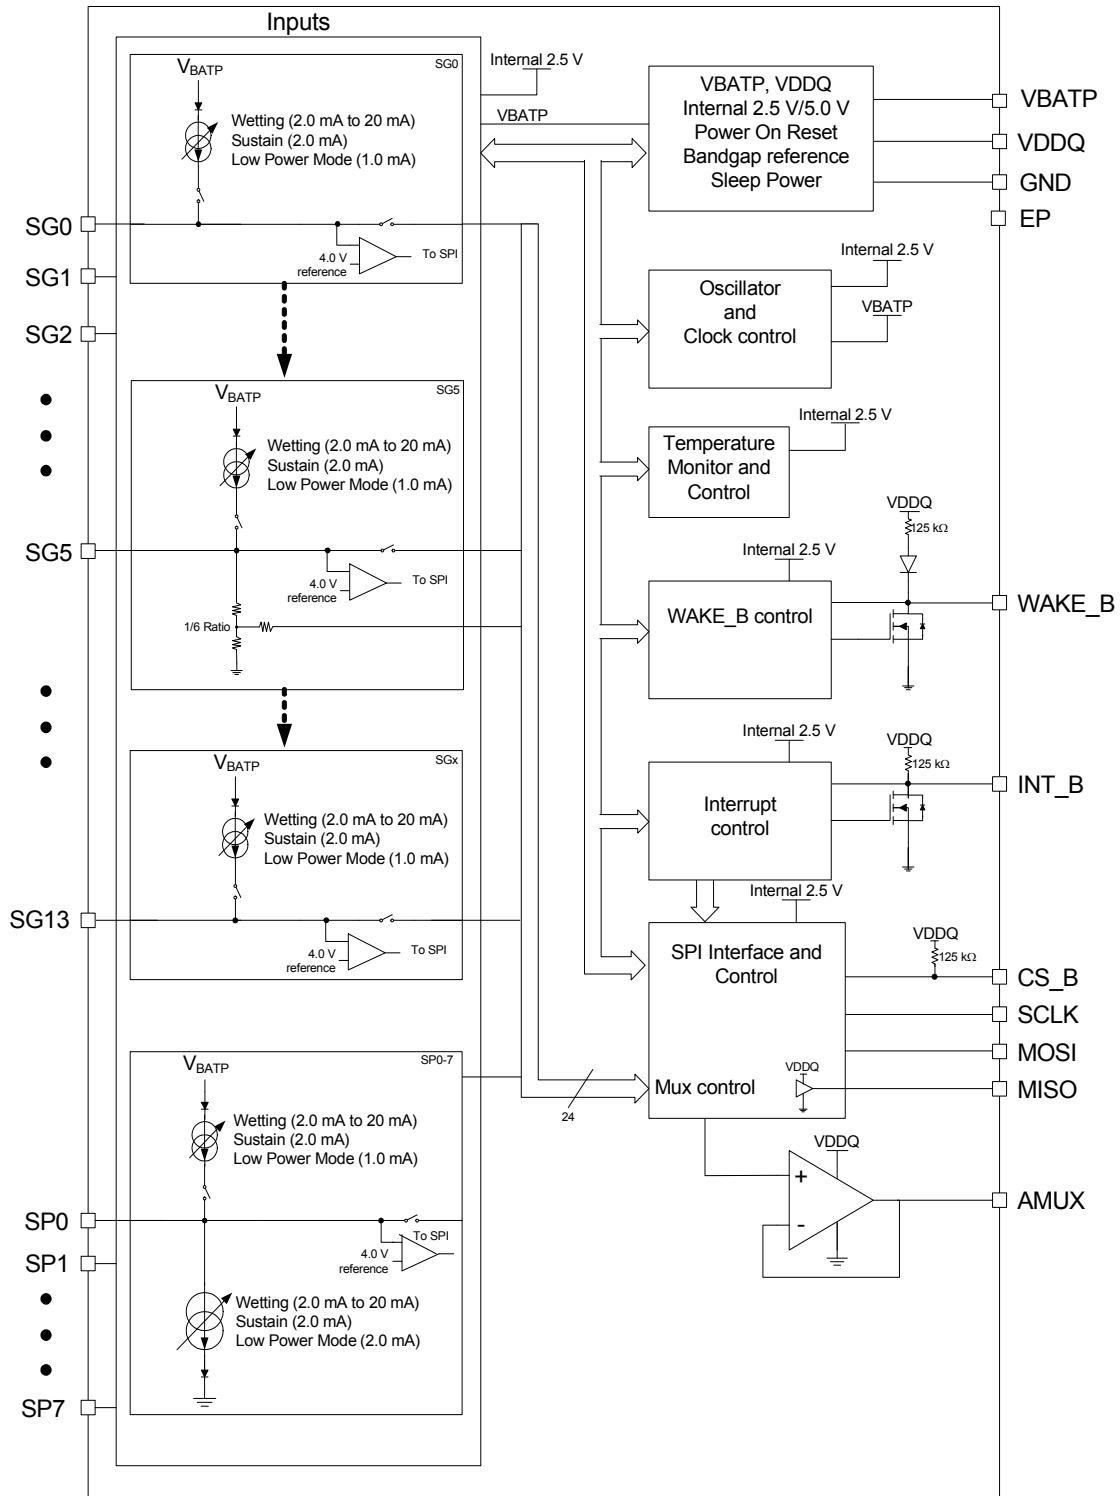 Inputs
SG0
VBATP
Wetting (2.0 mA to 20 mA)
Sustain (2.0 mA)
Low Power Mode (1.0 mA)
4.0 V
reference
To SPI
SG0
SG1
SG2
SG5
VBATP
Wetting (2.0 mA to 20 mA)
Sustain (2.0 mA)
Low Power Mode (1.0 mA)
SG5
4.0 V
reference
To SPI
1/6 Ratio
SGx
VBATP
Wetting (2.0 mA to 20 mA)
Sustain (2.0 mA)
Low Power Mode (1.0 mA)
SG13
4.0 V
reference
To SPI
SP0-7
VBATP
Wetting (2.0 mA to 20 mA)
Sustain (2.0 mA)
Low Power Mode (1.0 mA)
SP0
SP1
To SPI
4.0 V
reference
Wetting (2.0 mA to 20 mA)
Sustain (2.0 mA)
Low Power Mode (2.0 mA)
SP7
Internal 2.5 V
VBATP
VBATP, VDDQ
Internal 2.5 V/5.0 V
Power On Reset
Bandgap reference
Sleep Power
VBATP
VDDQ
GND
EP
Internal 2.5 V
VBATP
Oscillator
and
Clock control
Internal 2.5 V
Temperature
Monitor and
Control
VDDQ
125 kΩ
Internal 2.5 V
WAKE_B control
WAKE_B
Internal 2.5 V
VDDQ
125 kΩ
Interrupt
control
INT_B
Internal 2.5 V
SPI Interface and
Control
VDDQ
125 kΩ
CS_B
SCLK
MOSI
VDDQ
MISO
Mux control
24
VDDQ
+
-
AMUX